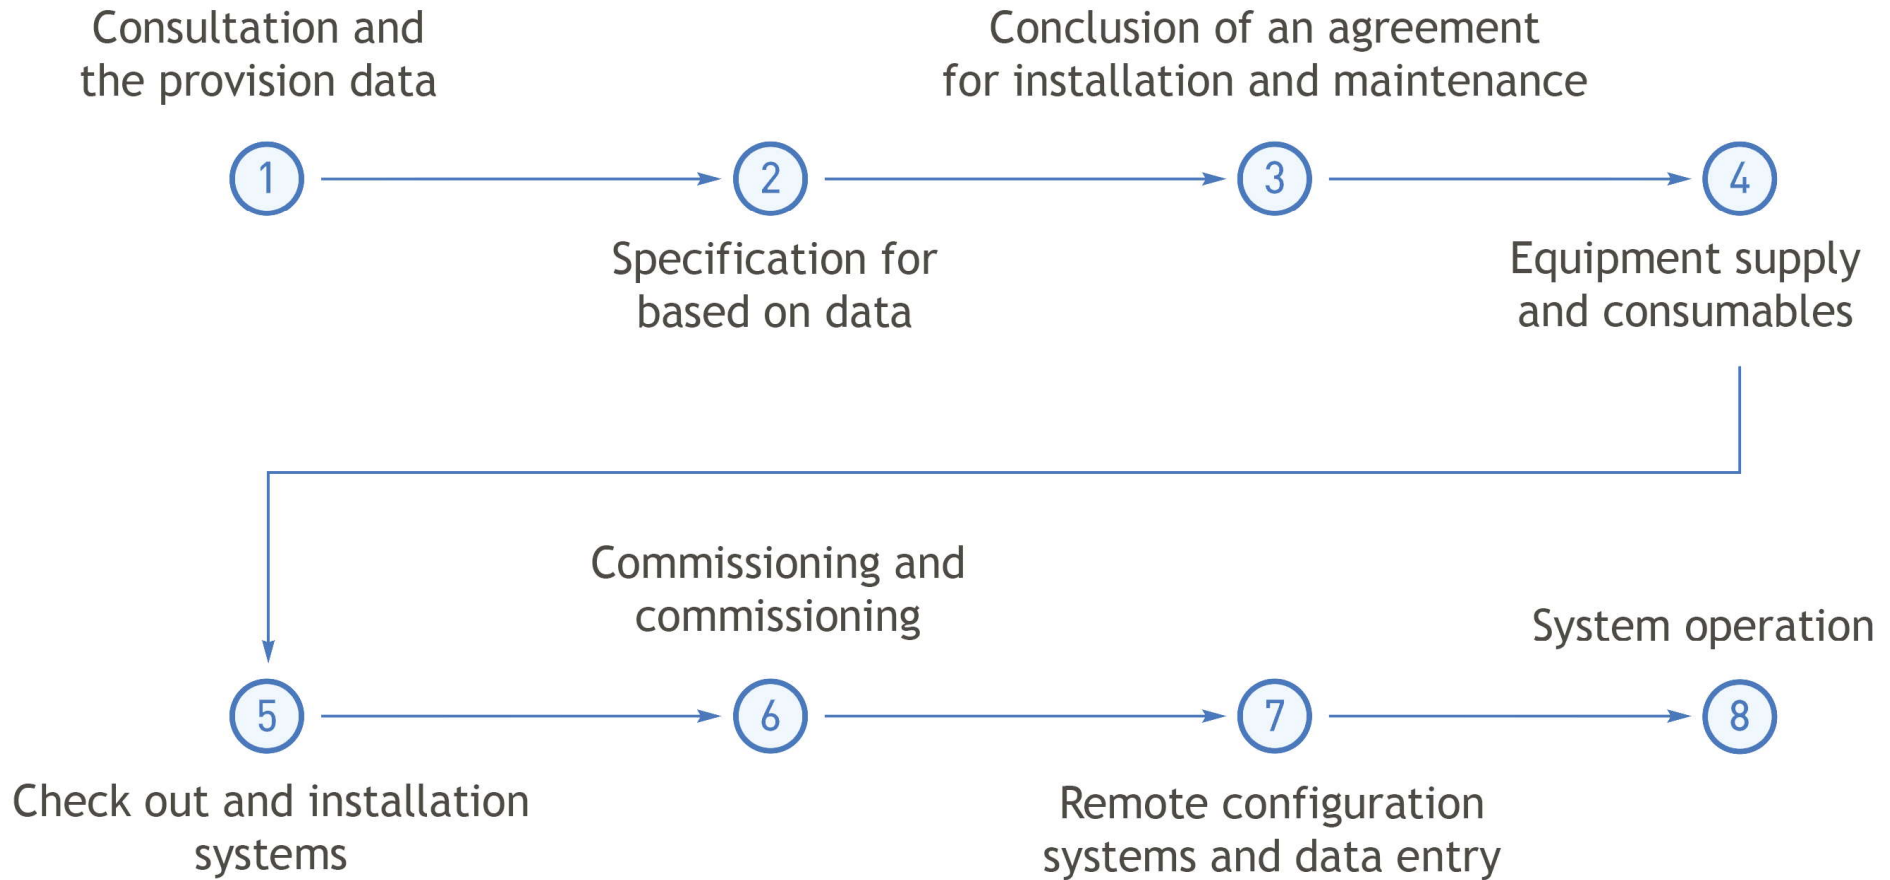 Consultation and
the provision data
Conclusion of an agreement
for installation and maintenance
1
2
3
4
Specification for
based on data
Equipment supply
and consumables
Commissioning and
commissioning
System operation
5
6
7
8
Check out and installation
systems
Remote configuration
systems and data entry